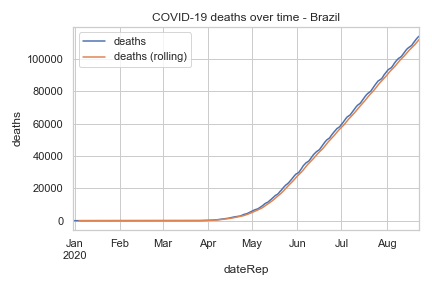 COVID-19 deaths over time - Brazil
deaths
deaths (rolling)
deaths
100000
80000
60000
40000
20000
0
Jan Feb Mar Apr May Jun Jul Aug
2020
dateRep